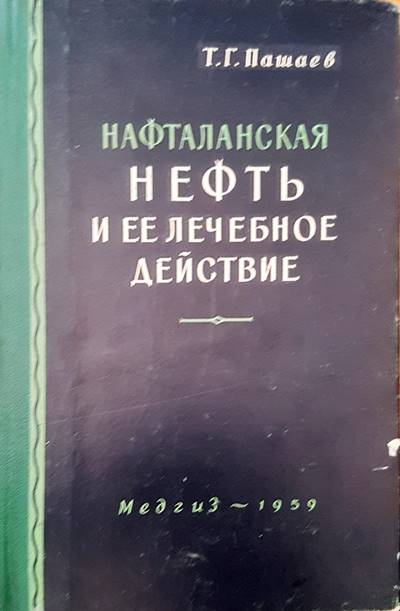 Т. Г. Пашаев
НАФТАЛАНСКАЯ
НЕФТЬ
И ЕЕ ЛЕЧЕБНОЕ
ДЕЙСТВИЕ
Медгиз — 1959